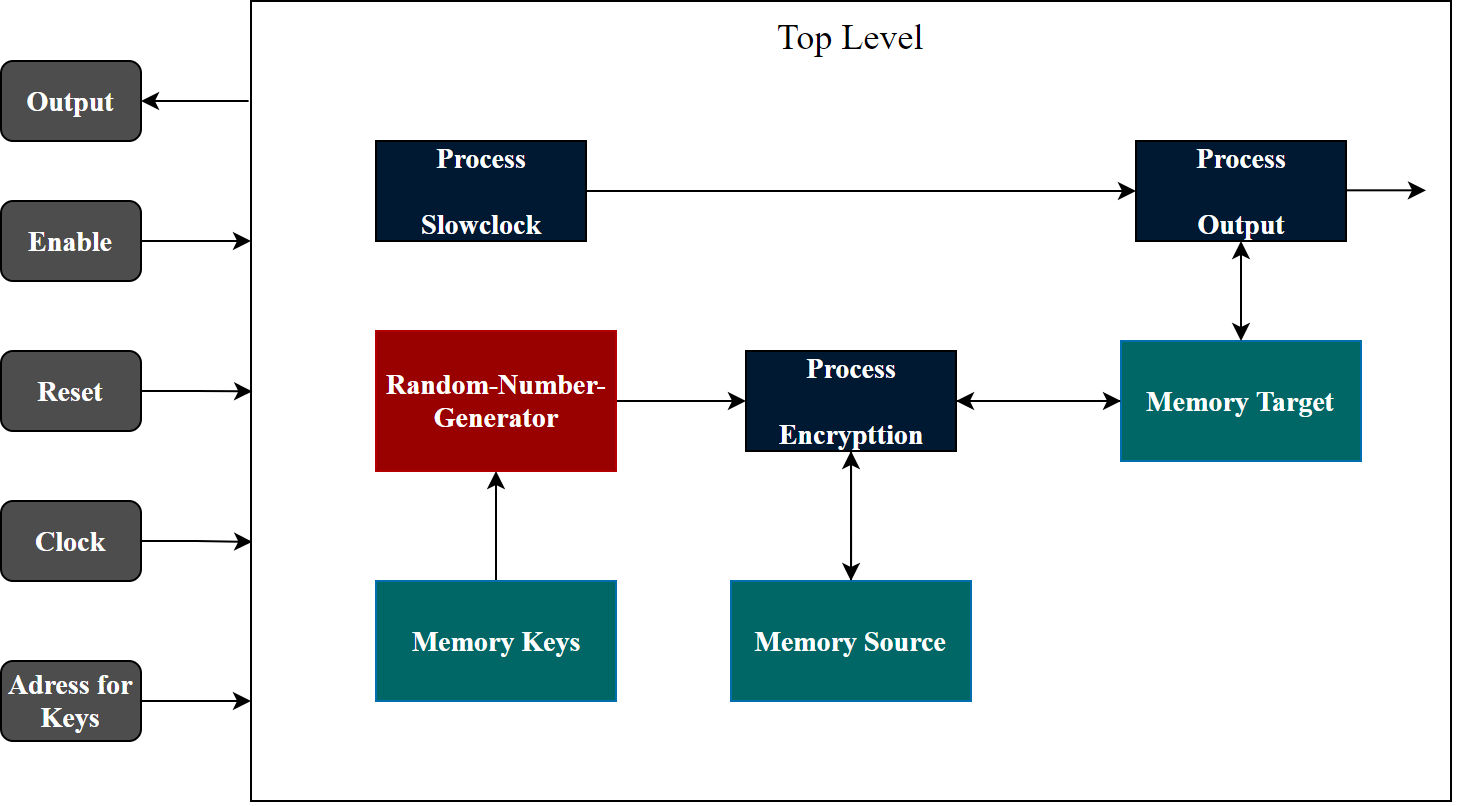 Top Level
Output
Enable
Reset
Clock
Adress for
Keys
Process
Slowclock
Process
Output
Random-Number-
Generator
Process
Encrypttion
Memory Target
Memory Keys
Memory Source